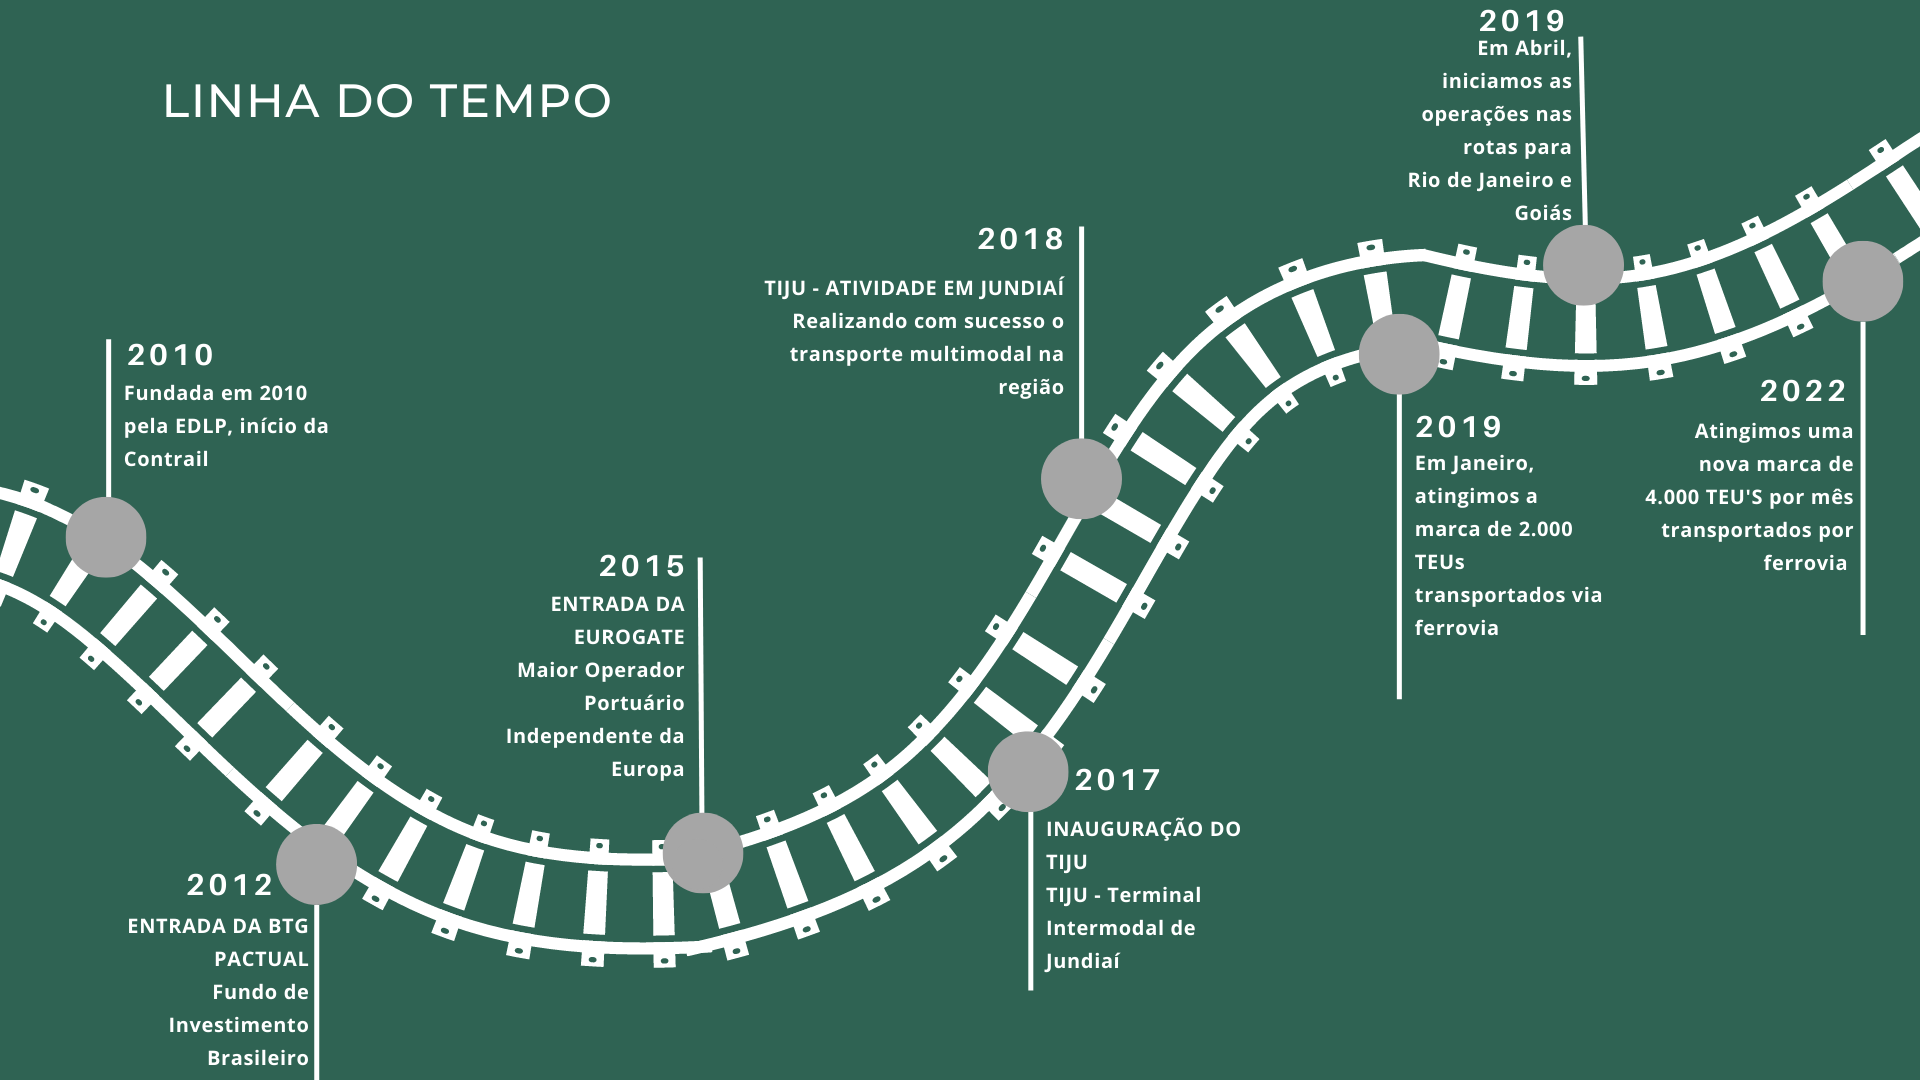 LINHA DO TEMPO
2010
Fundada em 2010
pela EDLP, início da
Contrail
2012
ENTRADA DA BTG
PACTUAL
Fundo de
Investimento
Brasileiro
2015
ENTRADA DA
EUROGATE
Maior Operador
Portuário
Independente da
Europa
2017
INAUGURAÇÃO DO
TIJU
TIJU - Terminal
Intermodal de
Jundiaí
2018
TIJU - ATIVIDADE EM JUNDIAÍ
Realizando com sucesso o
transporte multimodal na
região
2019
Em Janeiro,
atingimos a
marca de 2.000
TEUs
transportados via
ferrovia
2019
Em Abril,
iniciamos as
operações nas
rotas para
Rio de Janeiro e
Goiás
2022
Atingimos uma
nova marca de
4.000 TEU'S por mês
transportados por
ferrovia